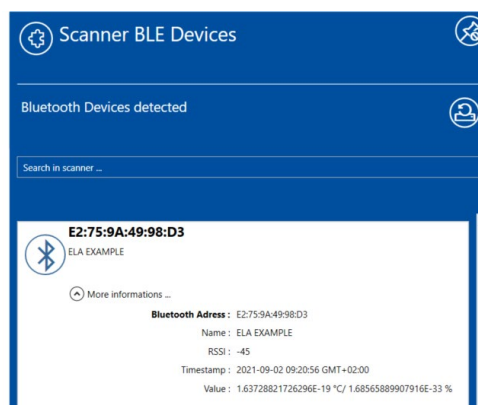 Scanner BLE Devices
Bluetooth Devices detected
Search in scanner ...
E2:75:9A:49:98:D3
ELA EXAMPLE
More informations ...
Bluetooth Adress : E2:75:9A:49:98:D3
Name : ELA EXAMPLE
RSSI : -45
Timestamp : 2021-09-02 09:20:56 GMT+02:00
Value : 1.63728821726296E-19 °C/ 1.68565889907916E-33 %